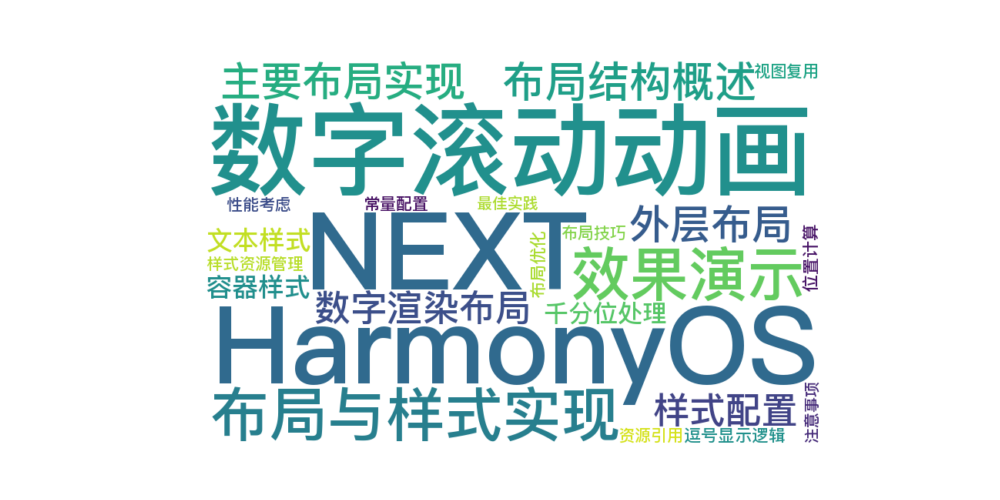 主要布局实现
布局结构概述
视图复用
数字滚动动画
性能考虑
常量配置
最佳实践
NEXT
外层布局
文本样式
布局技巧
布局优化
位置计算
样式资源管理
效果演示
容器样式
数字渲染布局
千分位处理
HarmonyOS
布局与样式实现
样式配置
注意事项
资源引用
逗号显示逻辑